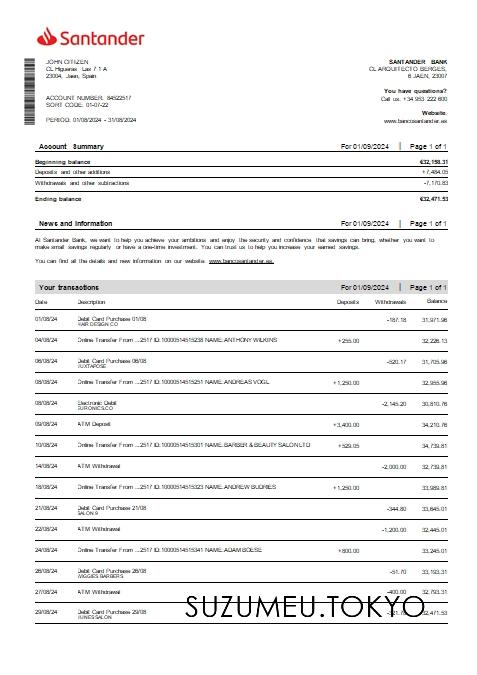 Santander
JOHN CITIZEN
CL Higueras Las 7 1 A
23004, Jaen, Spain
SANTANDER BANK
CL ARQUITECTO BERGES,
6 JAEN, 23007
You have questions?
Call us. +34 953 222 600
ACCOUNT NUMBER. 84522517
SORT CODE: 01-07-22
Website.
www.bancosantander.es
PERIOD. 01/08/2024 - 31/08/2024
Account Summary For 01/09/2024 | Page 1 of 1
Beginning balance €32,158.31
Deposits and other additions +7,484.05
Withdrawals and other subtractions -7,170.83
Ending balance €32,471.53
News and Information For 01/09/2024 | Page 1 of 1
At Santander Bank, we want to help you achieve your ambitions and enjoy the security and confidence that savings can bring, whether you want to
make small savings regularly or have a one-time investment. You can trust us to help you increase your earned savings.
You can find all the details and new information on our website. www.bancosantander.es.
Your transactions For 01/09/2024 | Page 1 of 1
Date Description Deposits Withdrawals Balance
01/08/24 Debit Card Purchase 01/08 -187.18 31,971.98
HAIR DESIGN CO
04/08/24 Online Transfer From ...2517 ID:10000514515238 NAME:ANTHONY WILKINS +255.00 32,226.13
06/08/24 Debit Card Purchase 06/08 -520.17 31,705.96
JUXTAPOSE
08/08/24 Online Transfer From ...2517 ID:10000514515251 NAME:ANDREAS VOGL +1,250.00 32,955.96
08/08/24 Electronic Debit -2,145.20 30,810.76
EURONICS.CO
09/08/24 ATM Deposit +3,400.00 34,210.76
10/08/24 Online Transfer From ...2517 ID:10000514515301 NAME: BARBER & BEAUTY SALON LTD +529.05 34,739.81
14/08/24 ATM Withdrawal -2,000.00 32,739.81
18/08/24 Online Transfer From ...2517 ID:10000514515323 NAME:ANDREW BUDRIES +1,250.00 33,989.81
21/08/24 Debit Card Purchase 21/08 -344.80 33,645.01
SALON 9
22/08/24 ATM Withdrawal -1,200.00 32,445.01
24/08/24 Online Transfer From ...2517 ID:10000514514541 NAME:ADAM BOESE +800.00 33,245.01
26/08/24 Debit Card Purchase 26/08 -51.70 33,193.31
WIGGIES BARBERS
27/08/24 ATM Withdrawal -400.00 32,793.31
29/08/24 Debit Card Purchase 29/08 32,471.53
JUNES SALON
SUZUMEU.TOKYO